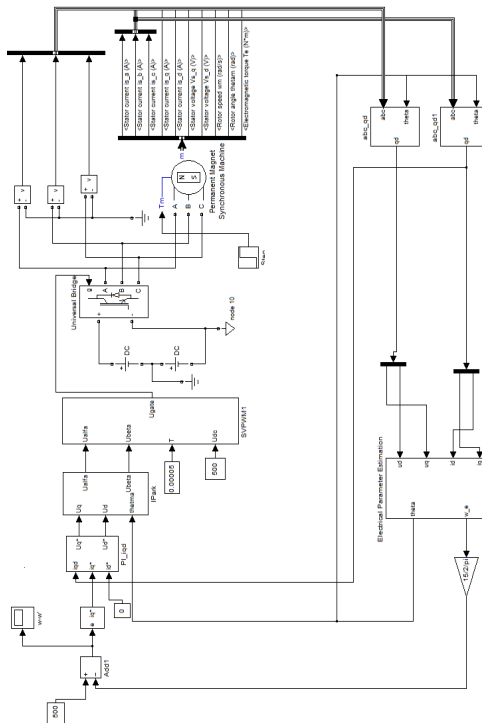 <Stator current is_a (A)>
<Stator current is_b (A)>
<Stator current is_c (A)>
<Stator current is_q (A)>
<Stator current is_d (A)>
<Stator voltage Vs_q (V)>
<Stator voltage Vs_d (V)>
<Rotor speed wm (rad/s)>
<Rotor angle thetam (rad)>
<Electromagnetic torque Te (N*m)>
abc
theta
qd
abc_qd
abc
theta
qd
abc_qd1
+ v
-
+ v
-
+ v
-
m
N S
Tm
A
B
C
Permanent Magnet
Synchronous Machine
Step
g
A
B
C
+
-
Universal Bridge
node 10
DC
DC
+
+
Ugate
Ualfa
Ubeta
T
Udc
SVPWM1
0.00005
500
Ualfa
Ubeta
Uq
Ud
thetma
IPark
Uq*
Ud*
iqd
iq*
id*
PI_iqd
0
iq*
e
w-w/
+
-
Add1
500
ud
uq
id
iq
theta
w_e
Electrical Parameter Estimation
15/2/pi